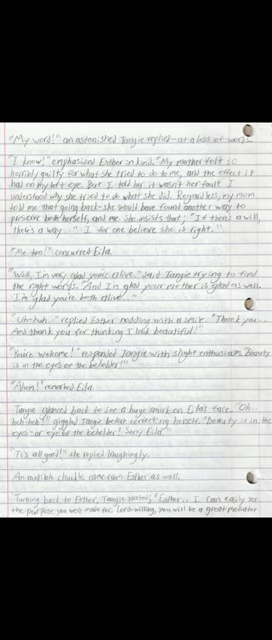 "My word!" an astonished Tangie replied–at a loss of words.
"I know!" emphasized Esther in kind. "My mother felt so
horribly guilty for what she tried to do to me, and the effect it
had on my left eye. But I told her it wasn't her fault. I
understood why she tried to do what she did. Regardless, my mom
told me that going back–she would have found another way to
preserve herself, and me. She insists that; "If there's a will,
there's a way..." I for one believe she is right."
"Me too!" concurred Eila.
"Well, I'm very glad you're alive." said Tangie trying to find
the right words. "And I'm glad your mother is glad as well.
I'm glad you're both alive..."
"Uh-huh.." replied Esther nodding with a smile. "Thank you...
And thank you for thinking I look beautiful!"
"You're welcome!" responded Tangie with slight enthusiasm. "Beauty
is in the eyes of the beholder!"
"Ahem!" remarked Eila.
Tangie glanced back to see a huge smirk on Eila's face. "Oh..
heh-heh!" giggled Tangie before correcting herself. "Beauty is in the
eyes–or eye of the beholder! Sorry Eila"
"Ti's all good!" she replied laughingly.
An audible chuckle came from Esther as well.
Turning back to Esther, Tangie stated; "Esther.. I can easily see
the purpose you were made for. Lord-willing, you will be a great